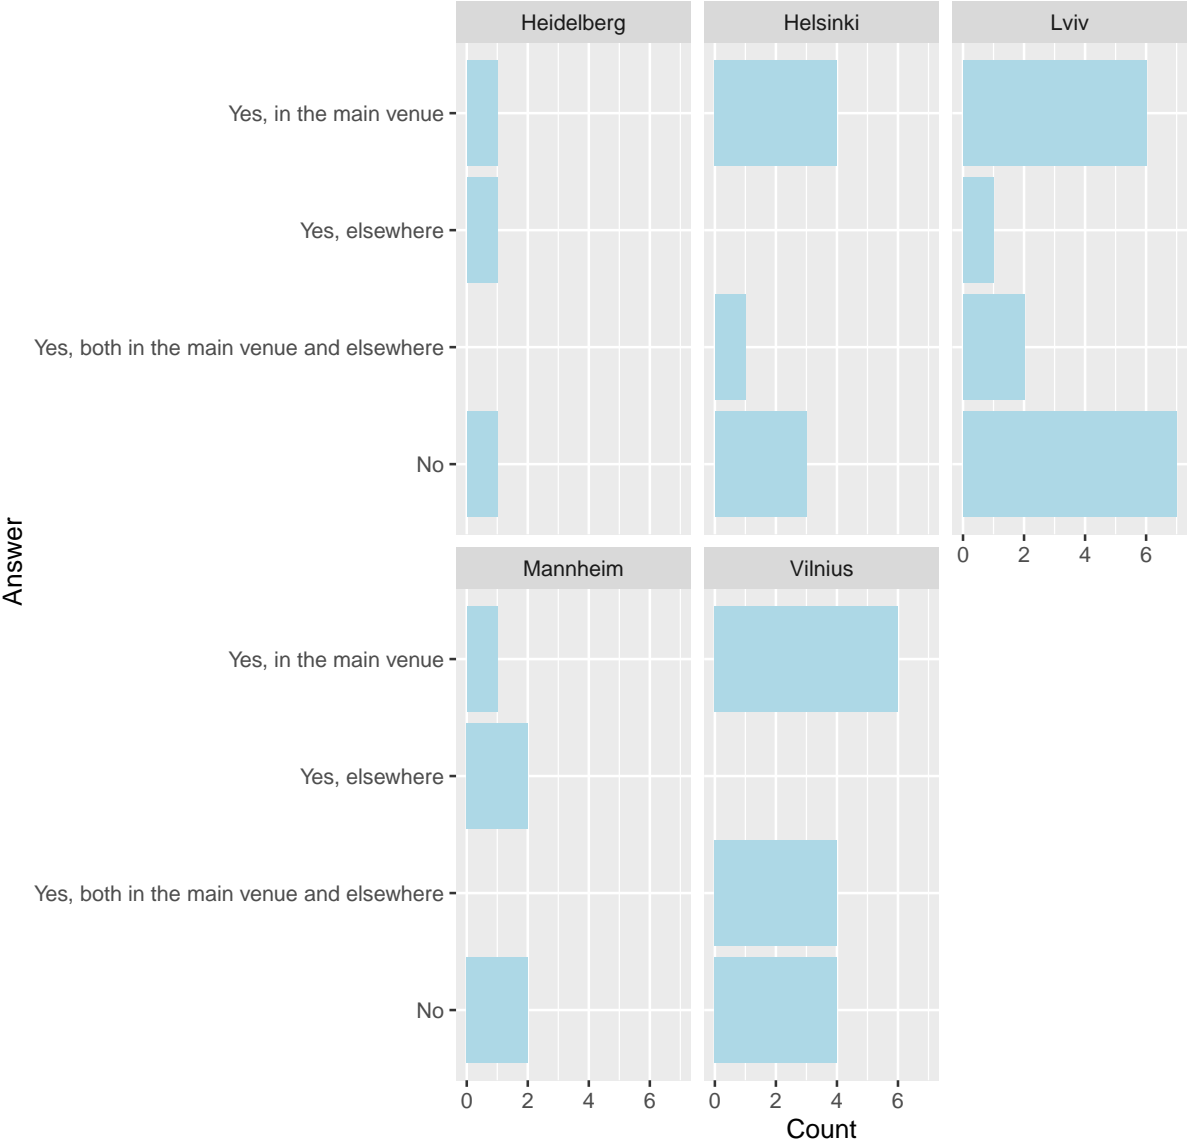 Heidelberg
Helsinki
Lviv
Yes, in the main venue
Yes, elsewhere
Yes, both in the main venue and elsewhere
No
0 2 4 6
Answer
Mannheim
Vilnius
Yes, in the main venue
Yes, elsewhere
Yes, both in the main venue and elsewhere
No
0 2 4 6
0 2 4 6
Count